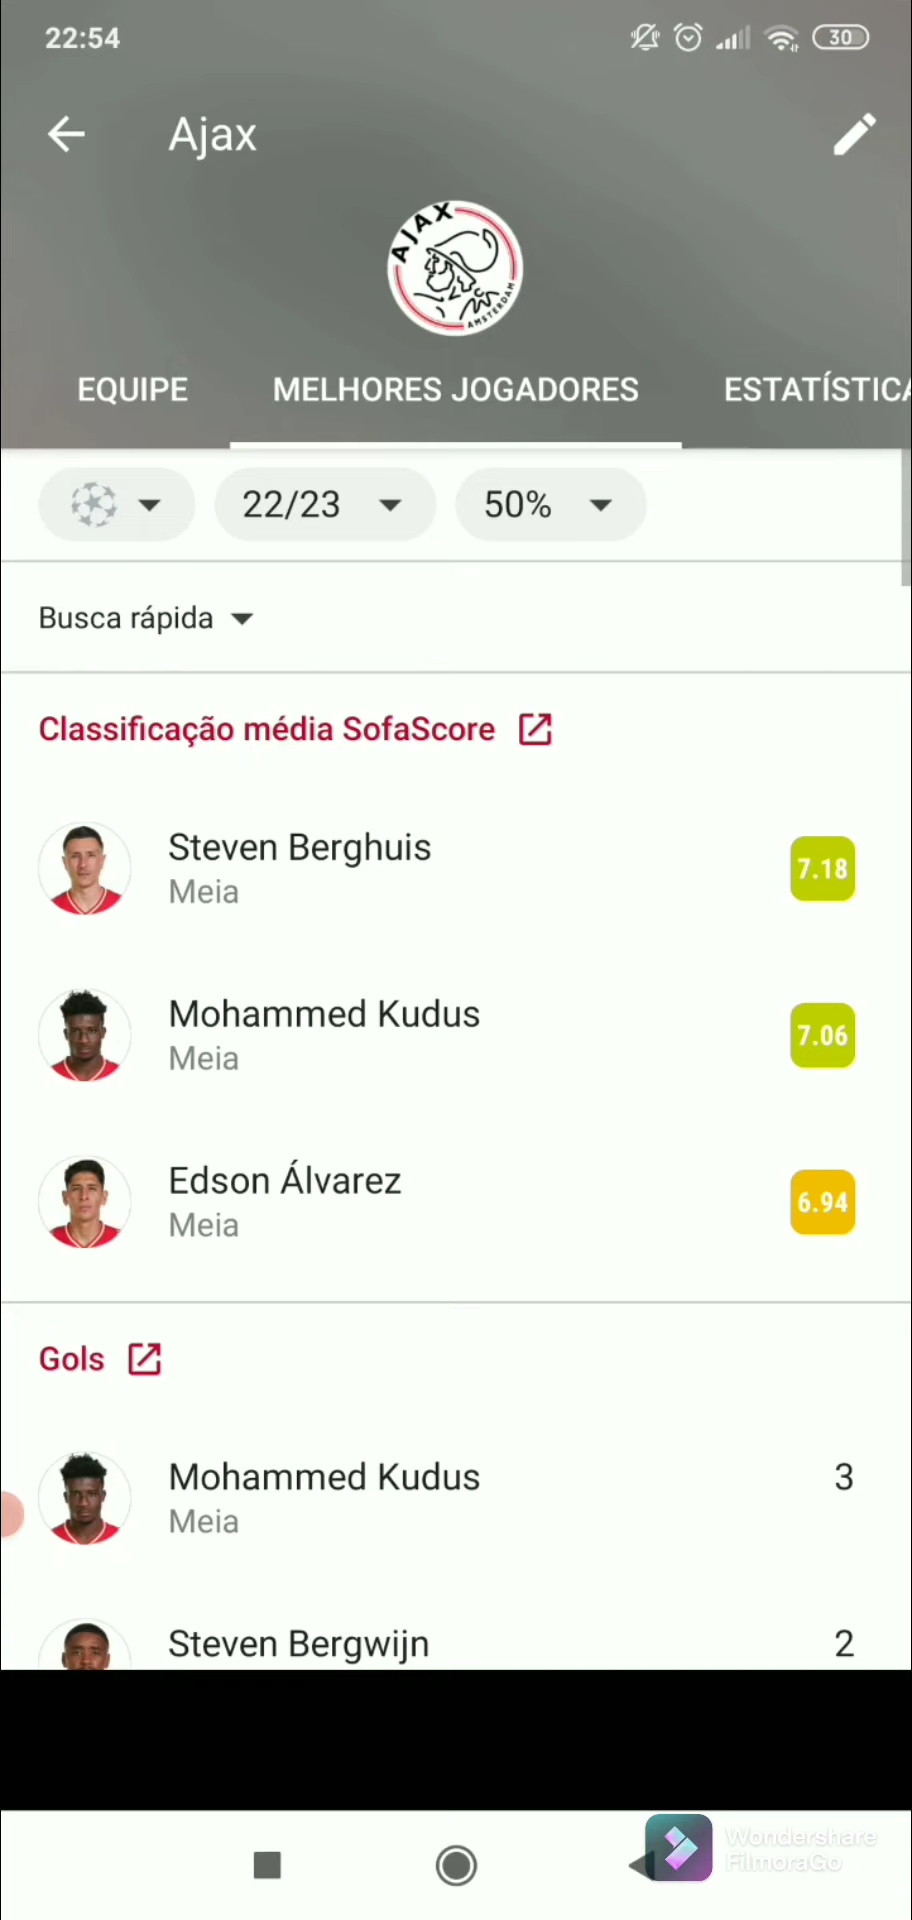 22:54
30
Ajax
AJAX
AMSTERDAM
EQUIPE
MELHORES JOGADORES
ESTATÍSTICA
22/23
50%
Busca rápida
Classificação média SofaScore
Steven Berghuis
Meia
7.18
Mohammed Kudus
Meia
7.06
Edson Álvarez
Meia
6.94
Gols
Mohammed Kudus
Meia
3
Steven Bergwijn
2
Wondershare
FilmoraGo